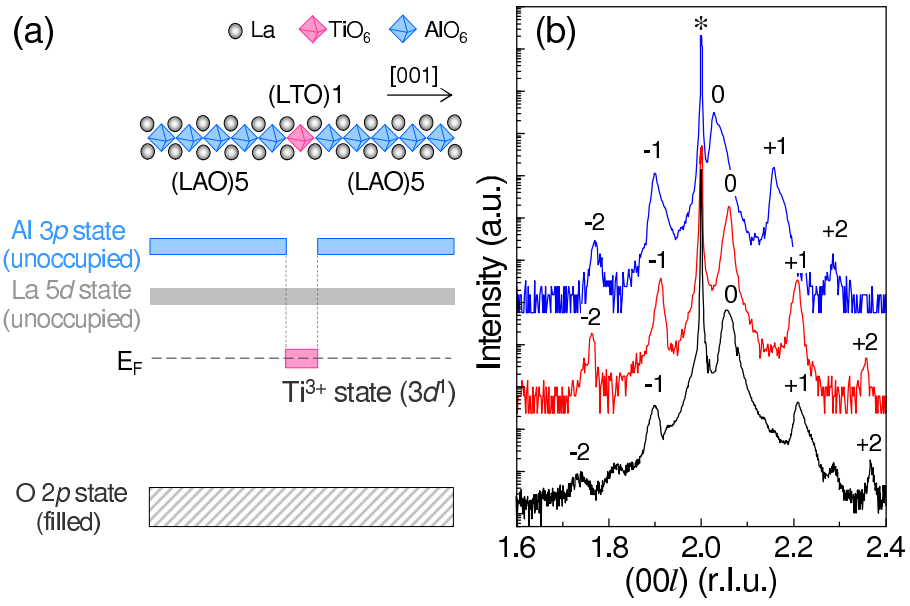 (a)
La TiO₆ AlO₆
(LTO)1
[001]
(LAO)5 (LAO)5
Al 3p state
(unoccupied)
La 5d state
(unoccupied)
E_F
Ti³⁺ state (3d¹)
O 2p state
(filled)
(b)
*
0
-1
+1
-2
+2
0
-1
+1
-2
+2
0
-1
+1
-2
+2
Intensity (a.u.)
1.6 1.8 2.0 2.2 2.4
(00l) (r.l.u.)